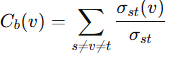 C_b(v) = \sum_{s \neq v \neq t} \frac{\sigma_{st}(v)}{\sigma_{st}}